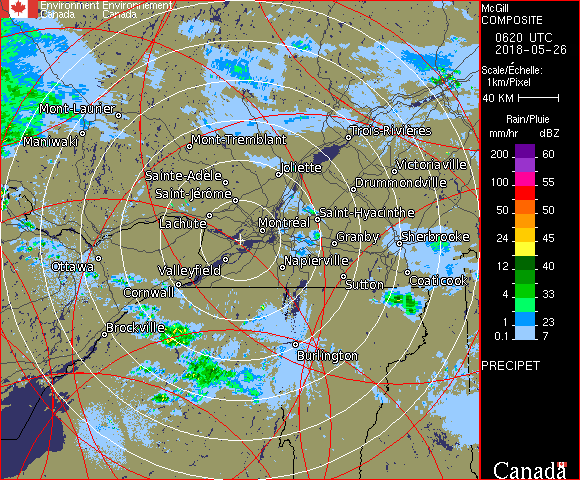 Environment Environnement
Canada Canada
McGill
COMPOSITE
0620 UTC
2018-05-26
Scale/Échelle:
1km/Pixel
40 KM
Rain/Pluie
mm/hr dBZ
200 60
100 55
50 50
24 45
12 40
4 33
1 23
0.1 7
PRECIPET
Canada
Mont-Laurier
Maniwaki
Mont-Tremblant
Trois-Rivières
Joliette
Victoriaville
Sainte-Adèle
Drummondville
Saint-Jérôme
Lachute
Saint-Hyacinthe
Montréal
Granby
Sherbrooke
Ottawa
Valleyfield
Napierville
Sutton
Coaticook
Cornwall
Brockville
Burlington